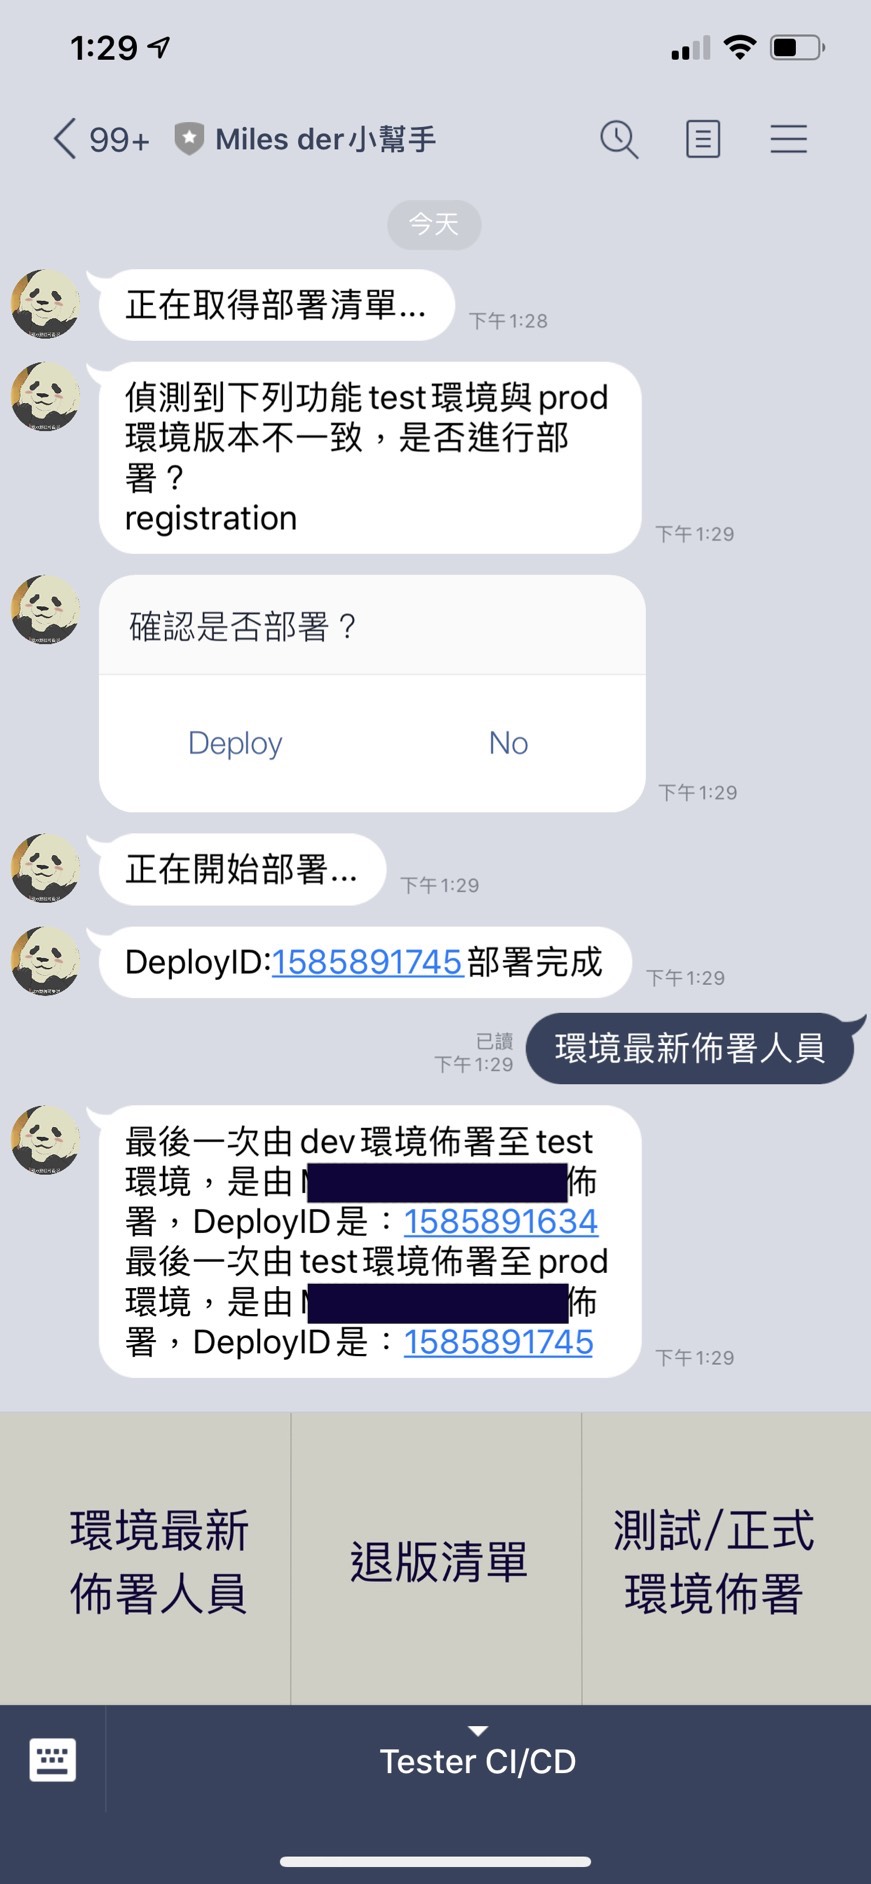 1:29
99+ Miles der小幫手
今天
正在取得部署清單...
下午1:28
偵測到下列功能test環境與prod
環境版本不一致，是否進行部
署？
registration
下午1:29
確認是否部署？
Deploy No
下午1:29
正在開始部署...
下午1:29
DeployID:1585891745部署完成
下午1:29
已讀
下午1:29
環境最新佈署人員
最後一次由dev環境佈署至test
環境，是由 佈
署，DeployID是：1585891634
最後一次由test環境佈署至prod
環境，是由 佈
署，DeployID是：1585891745
下午1:29
環境最新
佈署人員
退版清單
測試/正式
環境佈署
Tester CI/CD